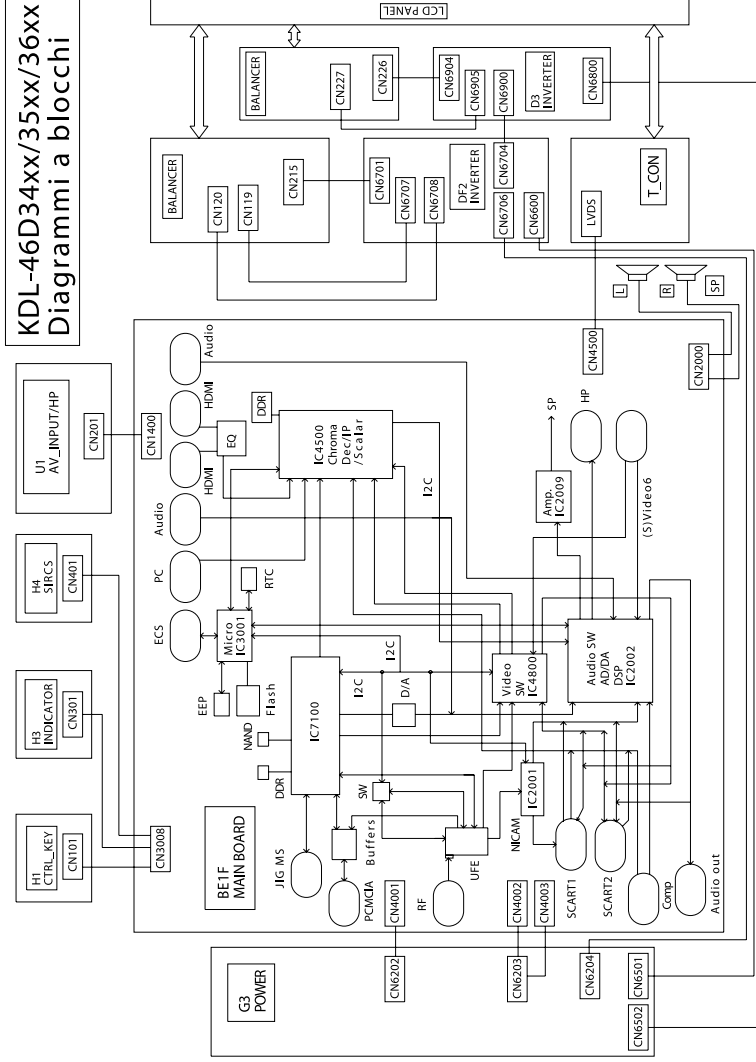 KDL-46D34xx/35xx/36xx
Diagrammi a blocchi
LCD PANEL
BALANCER
CN227
CN226
CN6904
CN6905
CN6900
D3
INVERTER
CN6800
BALANCER
CN120
CN119
CN215
CN6701
CN6707
CN6708
DF2
INVERTER
CN6704
CN6706
CN6600
LVDS
T_CON
L
R
SP
CN4500
CN2000
U1
AV_INPUT/HP
CN201
CN1400
H4
SIRCS
CN401
H3
INDICATOR
CN301
H1
CTRL_KEY
CN101
CN3008
BE1F
MAIN BOARD
Audio
HDMI
HDMI
Audio
PC
ECS
EQ
DDR
IC4500
Chroma
Dec/IP
/Scalar
I2C
RTC
Micro
IC3001
EEP
Flash
NAND
DDR
IC7100
I2C
I2C
D/A
SW
JIG MS
Buffers
PCMCIA
RF
UFE
NICAM
IC2001
Video
SW
IC4800
Audio SW
AD/DA
DSP
IC2002
Amp.
IC2009
SP
HP
(S)Video6
SCART1
SCART2
Comp
Audio out
CN4001
CN4002
CN4003
G3
POWER
CN6202
CN6203
CN6204
CN6501
CN6502